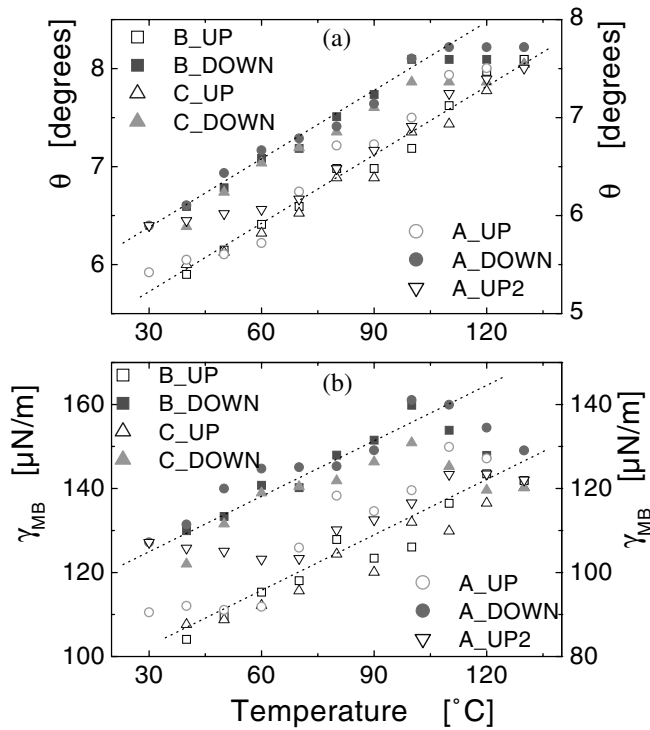 8
(a)
8
B_UP
B_DOWN
C_UP
C_DOWN
7
7
θ [degrees]
θ [degrees]
6
6
A_UP
A_DOWN
A_UP2
5
30 60 90 120
(b)
B_UP
B_DOWN
C_UP
C_DOWN
160
140
140
120
γMB [µN/m]
γMB [µN/m]
120
100
A_UP
A_DOWN
A_UP2
100
80
30 60 90 120
Temperature [˚C]